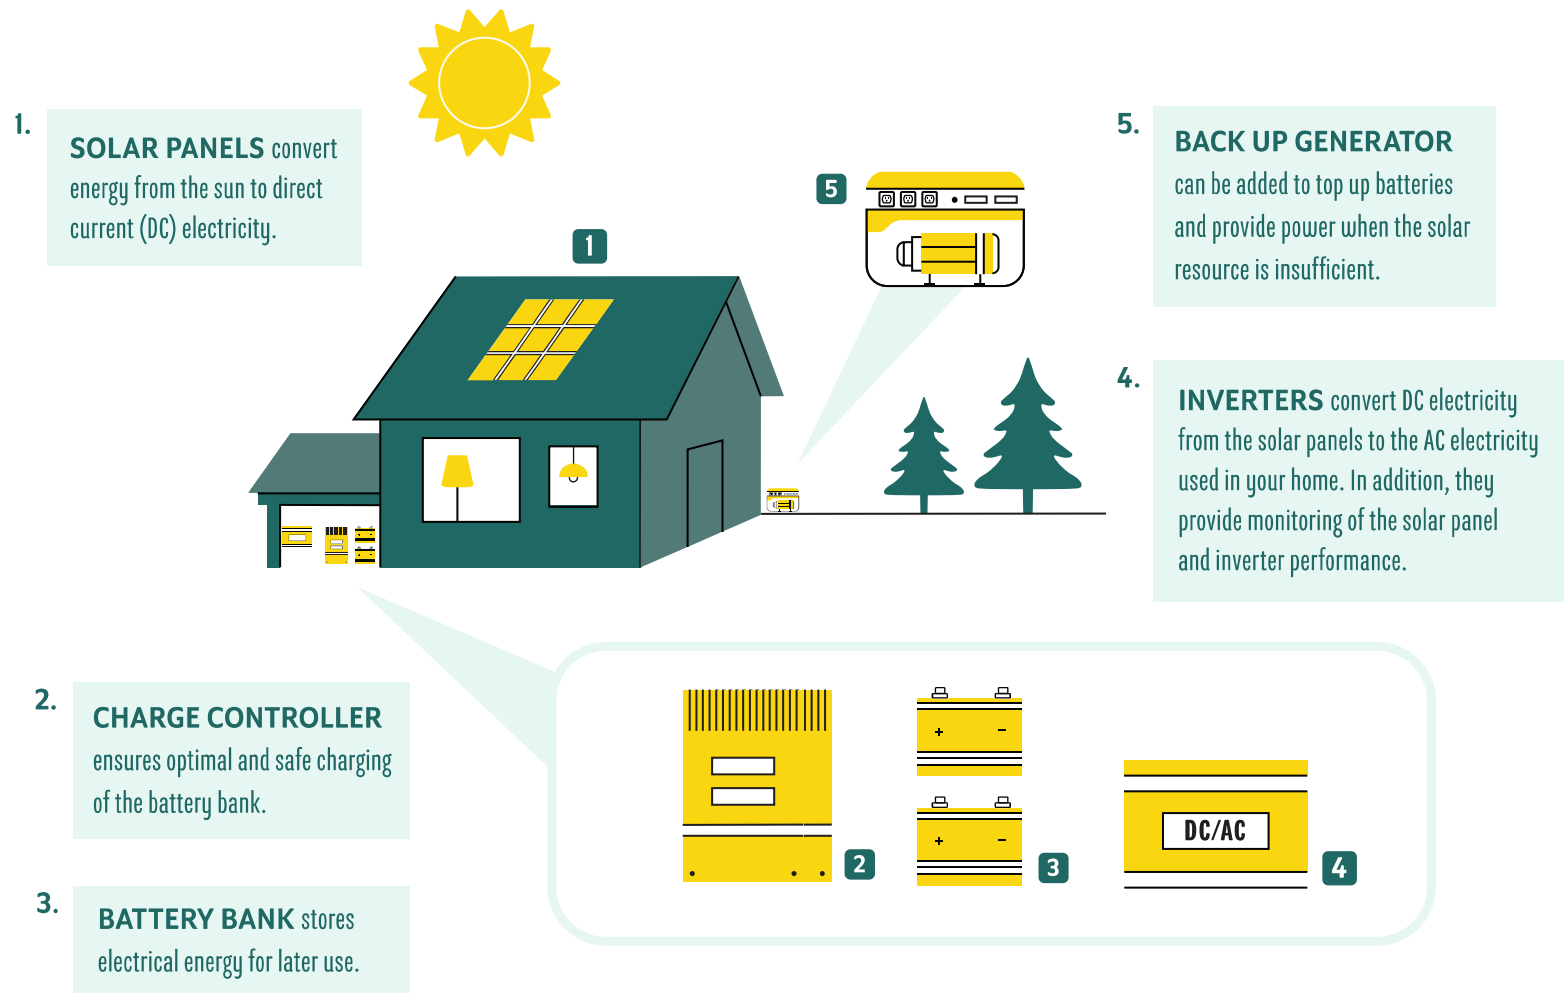 1.
SOLAR PANELS convert
energy from the sun to direct
current (DC) electricity.
1
5
5.
BACK UP GENERATOR
can be added to top up batteries
and provide power when the solar
resource is insufficient.
4.
INVERTERS convert DC electricity
from the solar panels to the AC electricity
used in your home. In addition, they
provide monitoring of the solar panel
and inverter performance.
2.
CHARGE CONTROLLER
ensures optimal and safe charging
of the battery bank.
3.
BATTERY BANK stores
electrical energy for later use.
2
+ -
+ -
3
DC/AC
4